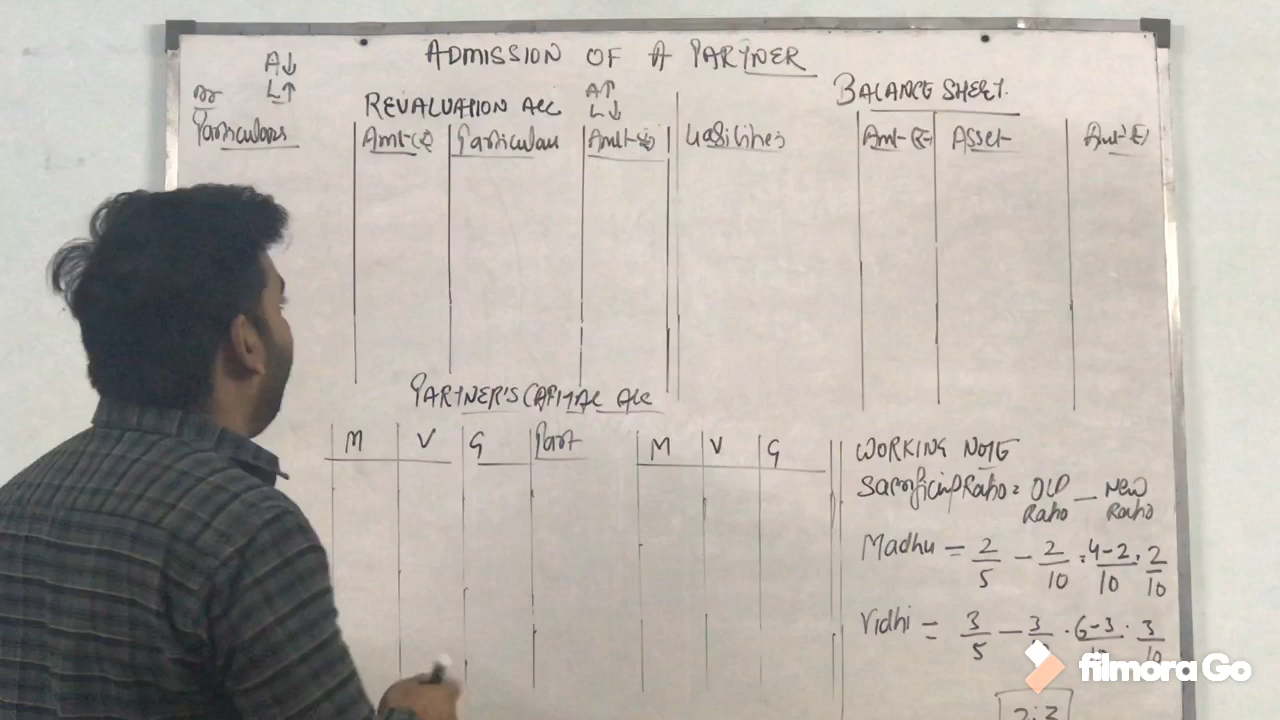 ADMISSION OF A PARTNER
A↓
L↑
Dr
REVALUATION A/C
A↑
L↓
BALANCE SHEET.
Particulars Amt(₹) Particulars Amt(₹) Liabilities Amt(₹) Asset Amt(₹)
PARTNER'S CAPITAL A/C
M V G Part M V G
WORKING NOTE
Sacrificing Ratio = OLD Ratio - New Ratio
Madhu = 2/5 - 2/10 = 4-2/10 = 2/10
Vidhi = 3/5 - 3/ = 6-3/10 = 3/10
2:3
filmora Go